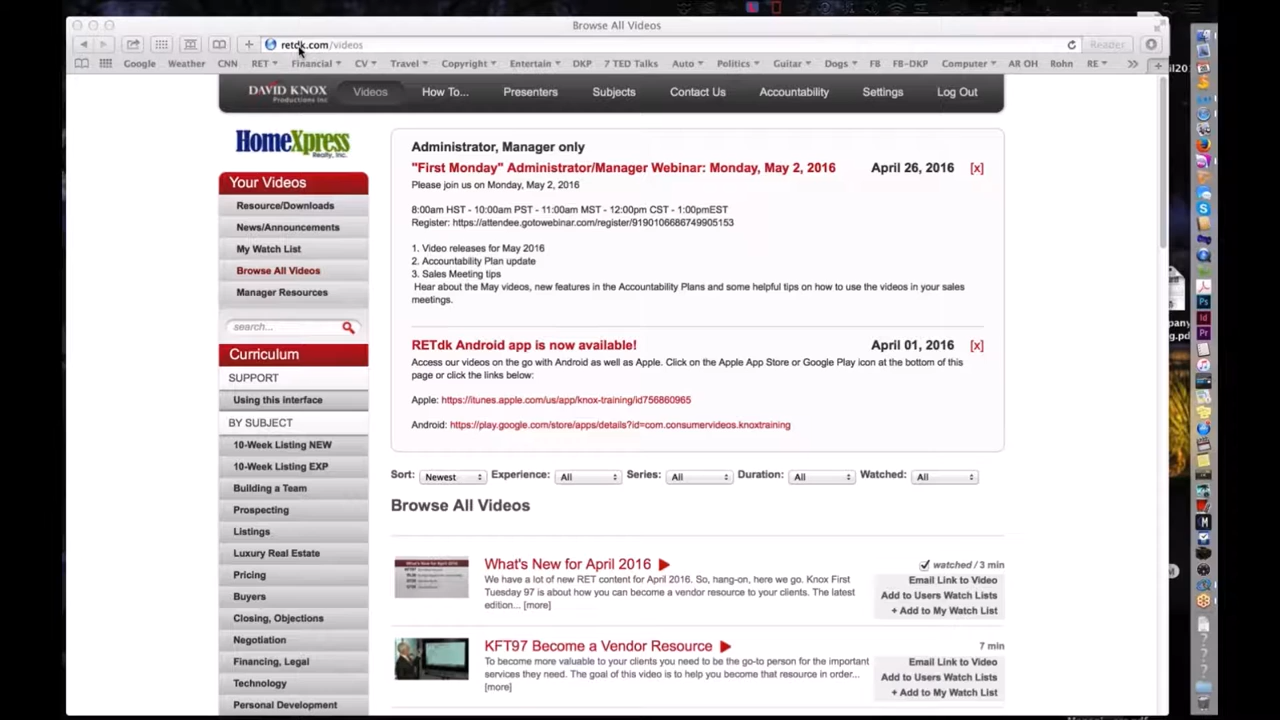 Browse All Videos
retdk.com/videos
Reader
Google Weather CNN RET Financial CV Travel Copyright Entertain DKP 7 TED Talks Auto Politics Guitar Dogs FB FB-DKP Computer AR OH Rohn RE
DAVID KNOX
Productions Inc
Videos How To... Presenters Subjects Contact Us Accountability Settings Log Out
HomeXpress
Realty, Inc.
Your Videos
Resource/Downloads
News/Announcements
My Watch List
Browse All Videos
Manager Resources
search...
Curriculum
SUPPORT
Using this interface
BY SUBJECT
10-Week Listing NEW
10-Week Listing EXP
Building a Team
Prospecting
Listings
Luxury Real Estate
Pricing
Buyers
Closing, Objections
Negotiation
Financing, Legal
Technology
Personal Development
Administrator, Manager only
"First Monday" Administrator/Manager Webinar: Monday, May 2, 2016 April 26, 2016 [x]
Please join us on Monday, May 2, 2016
8:00am HST - 10:00am PST - 11:00am MST - 12:00pm CST - 1:00pmEST
Register: https://attendee.gotowebinar.com/register/9190106686749905153
1. Video releases for May 2016
2. Accountability Plan update
3. Sales Meeting tips
Hear about the May videos, new features in the Accountability Plans and some helpful tips on how to use the videos in your sales
meetings.
RETdk Android app is now available! April 01, 2016 [x]
Access our videos on the go with Android as well as Apple. Click on the Apple App Store or Google Play icon at the bottom of this
page or click the links below:
Apple: https://itunes.apple.com/us/app/knox-training/id756860965
Android: https://play.google.com/store/apps/details?id=com.consumervideos.knoxtraining
Sort: Newest Experience: All Series: All Duration: All Watched: All
Browse All Videos
What's New for April 2016
watched / 3 min
We have a lot of new RET content for April 2016. So, hang-on, here we go. Knox First
Tuesday 97 is about how you can become a vendor resource to your clients. The latest
edition... [more]
Email Link to Video
Add to Users Watch Lists
+ Add to My Watch List
KFT97 Become a Vendor Resource
7 min
To become more valuable to your clients you need to be the go-to person for the important
services they need. The goal of this video is to help you become that resource in order...
[more]
Email Link to Video
Add to Users Watch Lists
+ Add to My Watch List